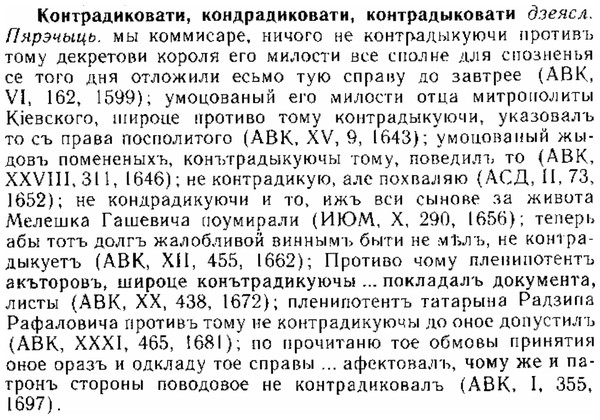 Контрадиковати, кондрадиковати, контрадыковати дзеясл.
Пярэчыць. мы коммисаре, ничого не контрадыкуючи противъ
тому декретови короля его милости все сполне для спозненья
се того дня отложили есьмо тую справу до завтрее (АВК,
VI, 162, 1599); умоцованый его милости отца митрополиты
Кіевского, широце противо тому контрадыкуючи, указовалъ
то съ права посполитого (АВК, XV, 9, 1643); умоцованый жы-
довъ помененыхъ, конътрадыкуючы тому, поведилъ то (АВК,
XXVIII, 311, 1646); не контрадикую, але похваляю (АСД, II, 73,
1652); не кондрадикуючи и то, ижъ вси сынове за живота
Мелешка Гашевича поумирали (ИЮМ, X, 290, 1656); теперь
абы тотъ долгъ жалобливой виннымъ быти не мѣлъ, не контра-
дыкуетъ (АВК, XII, 455, 1662); Противо чому пленипотентъ
акъторовъ, широце конътрадикуючы ... покладалъ документа,
листы (АВК, XX, 438, 1672); пленипотентъ татарына Радзипа
Рафаловича противъ тому не контрадикуючы до оное допустилъ
(АВК, XXXI, 465, 1681); по прочитаню тое обмовы принятия
оное оразъ и одкладу тое справы ... афектовалъ, чому же и па-
тронъ стороны поводовое не контрадиковалъ (АВК, I, 355,
1697).